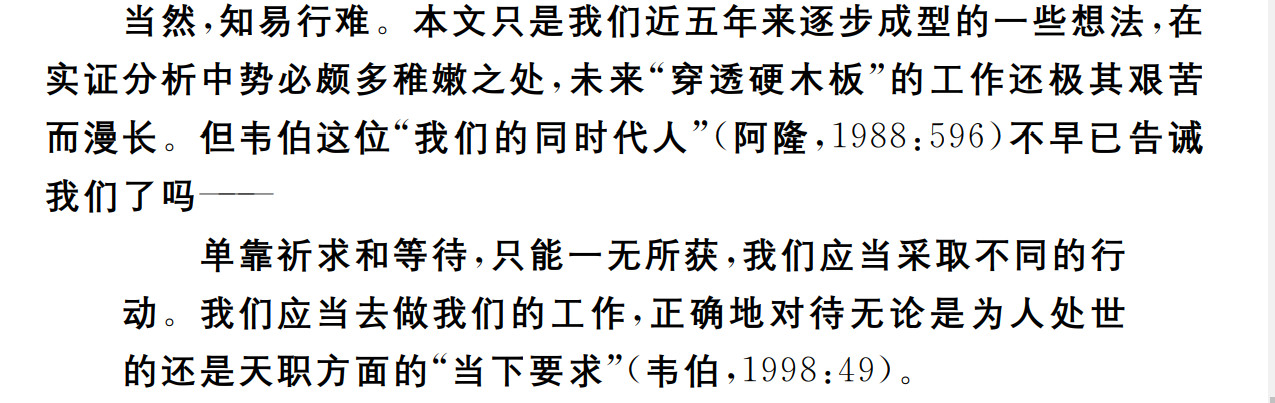 当然,知易行难。本文只是我们近五年来逐步成型的一些想法,在
实证分析中势必颇多稚嫩之处,未来“穿透硬木板”的工作还极其艰苦
而漫长。但韦伯这位“我们的同时代人”(阿隆,1988:596)不早已告诫
我们了吗——
单靠祈求和等待,只能一无所获,我们应当采取不同的行
动。我们应当去做我们的工作,正确地对待无论是为人处世
的还是天职方面的“当下要求”(韦伯,1998:49)。